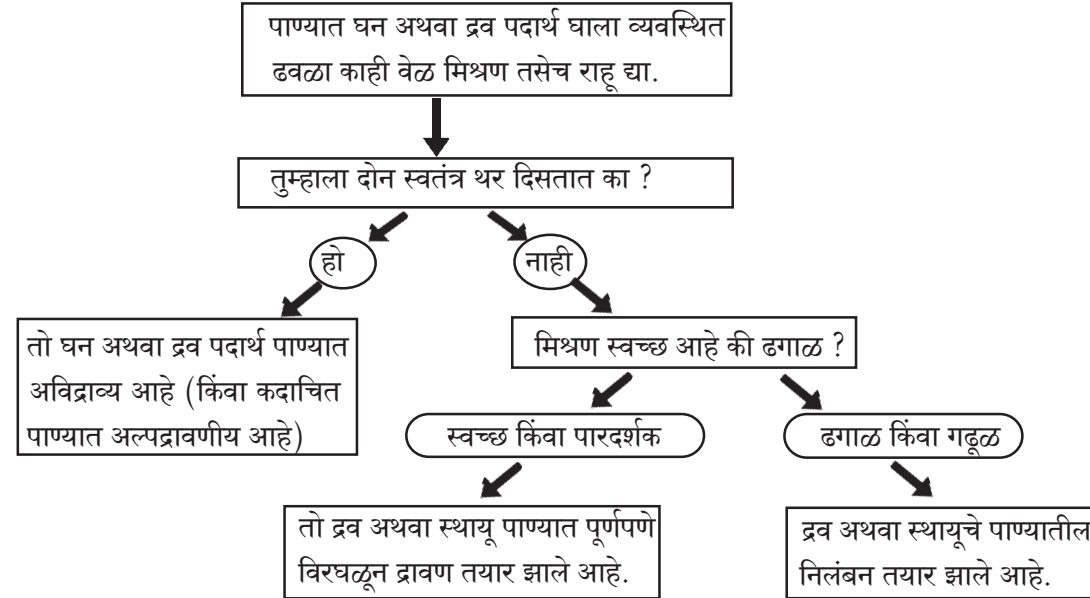 पाण्यात घन अथवा द्रव पदार्थ घाला व्यवस्थित
ढवळा काही वेळ मिश्रण तसेच राहू द्या.
तुम्हाला दोन स्वतंत्र थर दिसतात का ?
हो
नाही
तो घन अथवा द्रव पदार्थ पाण्यात
अविद्राव्य आहे (किंवा कदाचित
पाण्यात अल्पद्रावणीय आहे)
मिश्रण स्वच्छ आहे की ढगाळ ?
स्वच्छ किंवा पारदर्शक
ढगाळ किंवा गढूळ
तो द्रव अथवा स्थायू पाण्यात पूर्णपणे
विरघळून द्रावण तयार झाले आहे.
द्रव अथवा स्थायूचे पाण्यातील
निलंबन तयार झाले आहे.